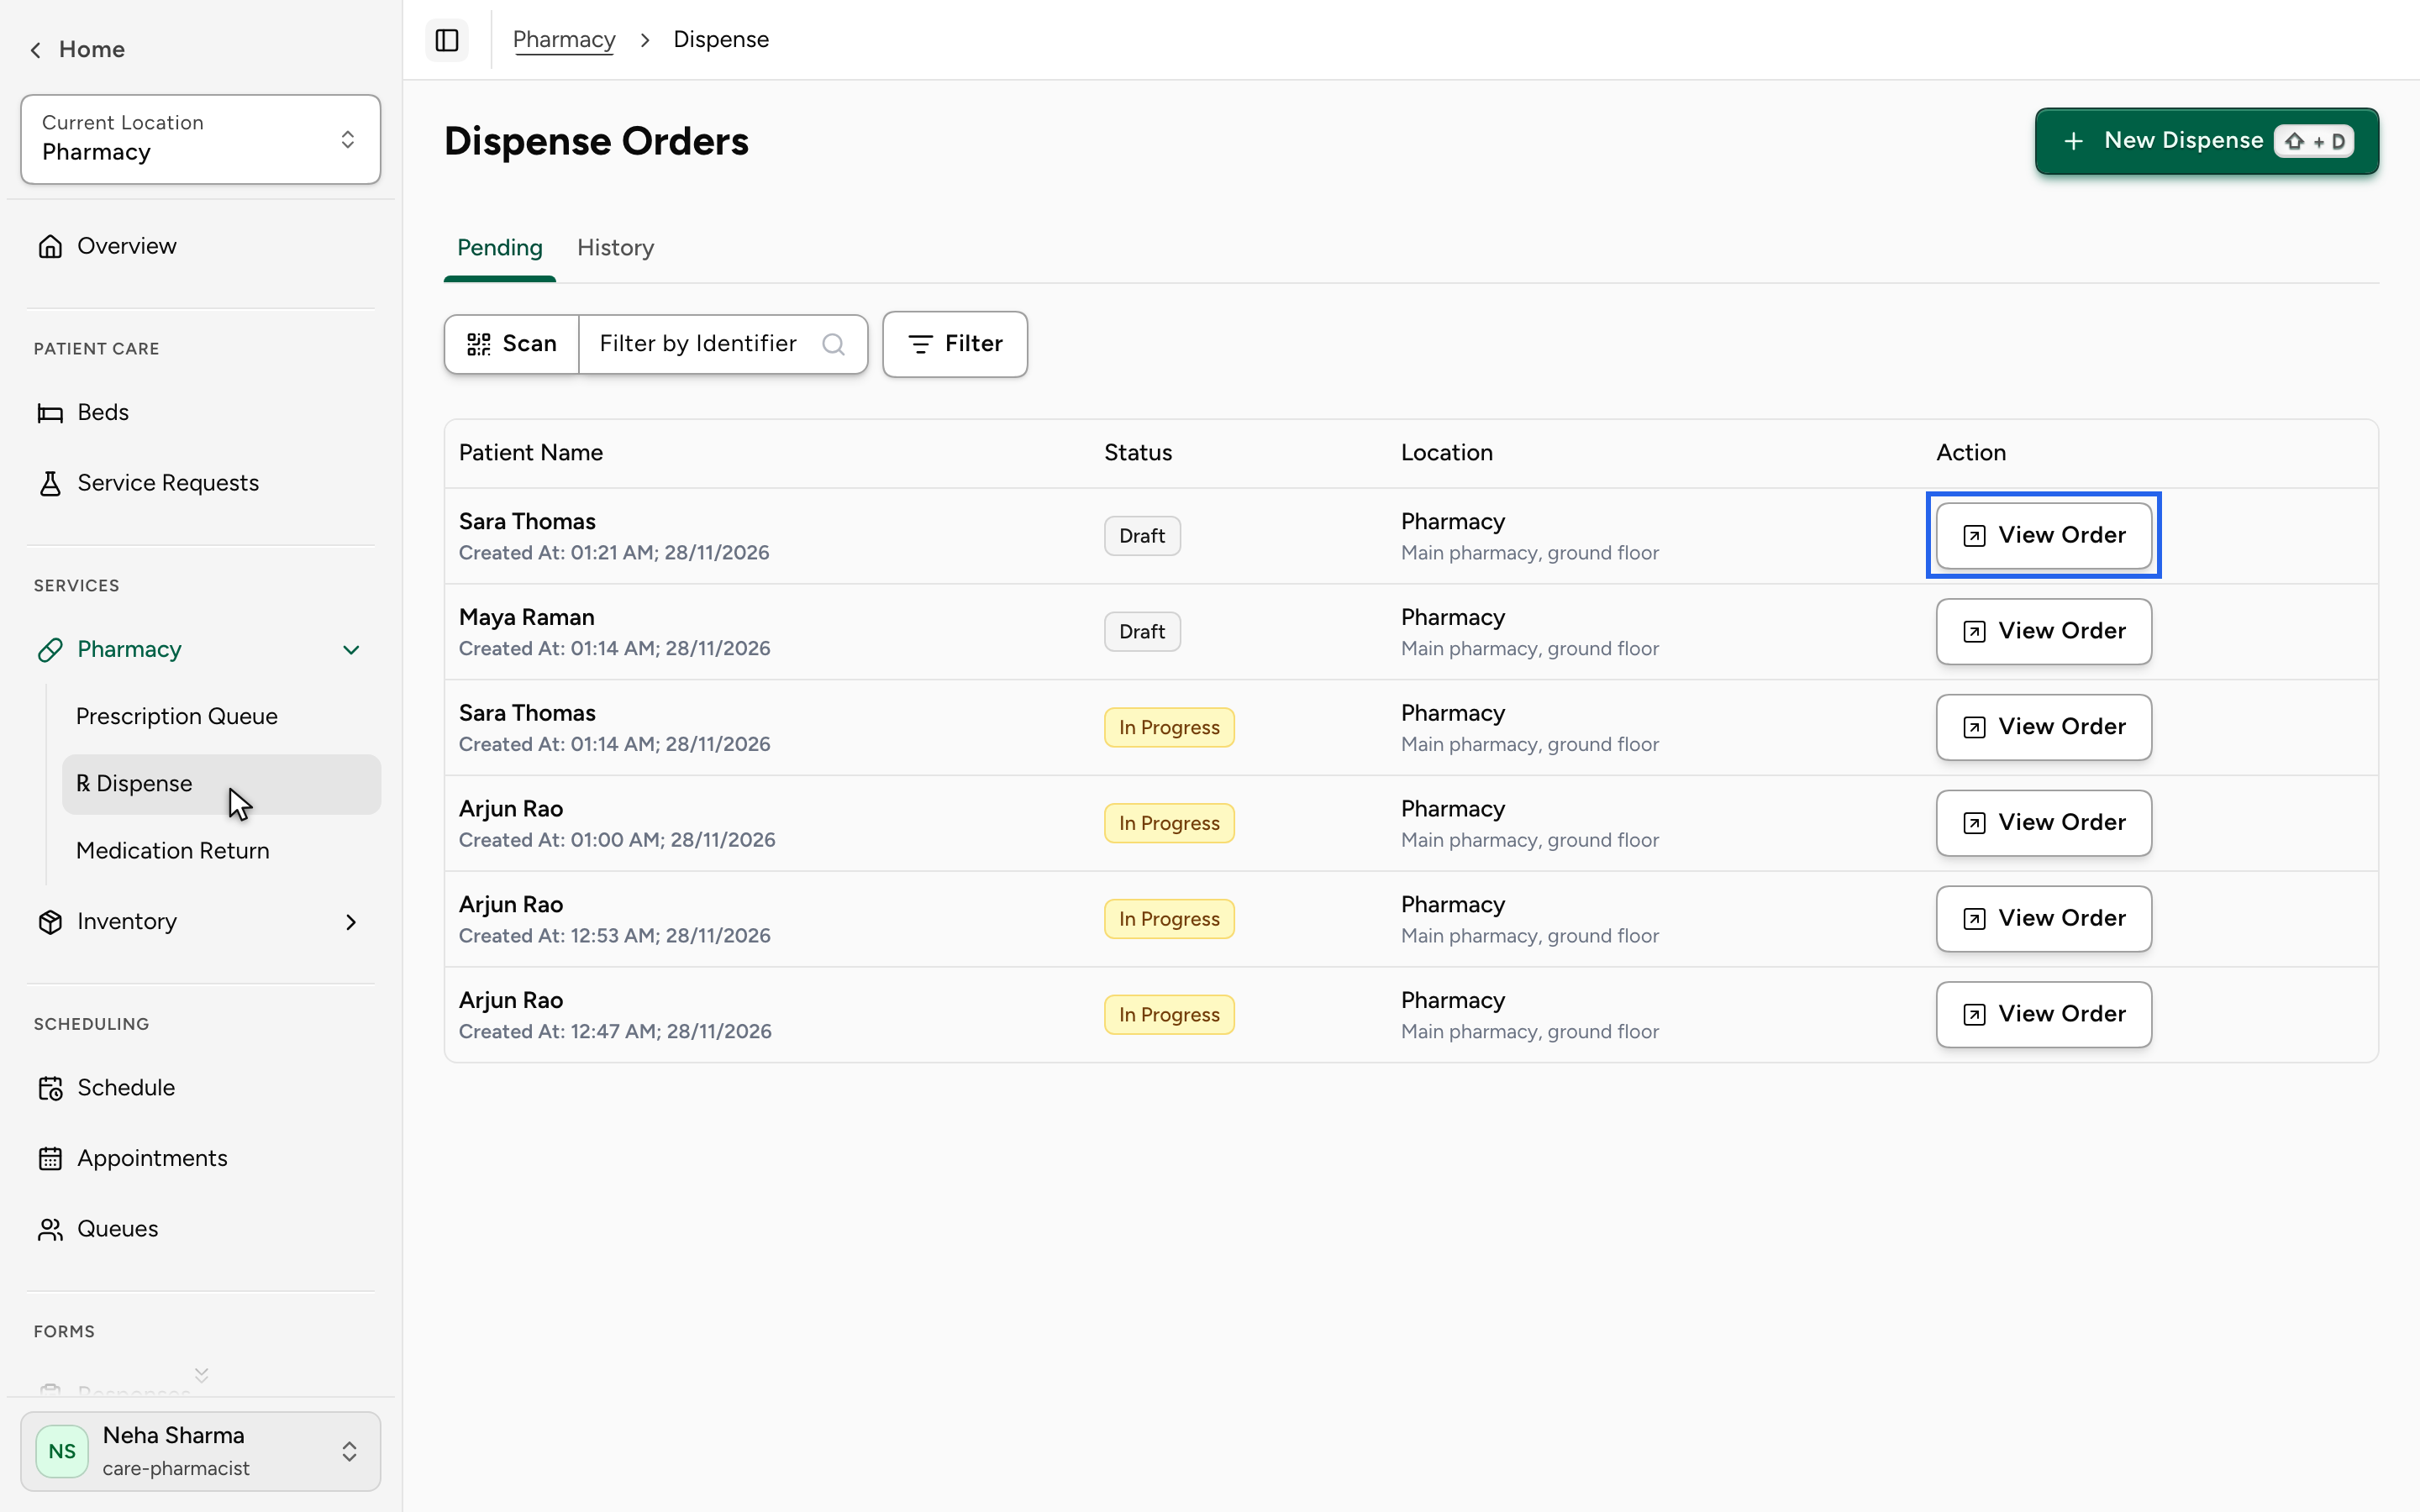 Home
Current Location
Pharmacy
Overview
PATIENT CARE
Beds
Service Requests
SERVICES
Pharmacy
Prescription Queue
℞ Dispense
Medication Return
Inventory
SCHEDULING
Schedule
Appointments
Queues
FORMS
Responses
NS
Neha Sharma
care-pharmacist
Pharmacy > Dispense
Dispense Orders
New Dispense ⇧ + D
Pending History
Scan Filter by Identifier Filter
Patient Name Status Location Action
Sara Thomas
Created At: 01:21 AM; 28/11/2026
Draft
Pharmacy
Main pharmacy, ground floor
View Order
Maya Raman
Created At: 01:14 AM; 28/11/2026
Draft
Pharmacy
Main pharmacy, ground floor
View Order
Sara Thomas
Created At: 01:14 AM; 28/11/2026
In Progress
Pharmacy
Main pharmacy, ground floor
View Order
Arjun Rao
Created At: 01:00 AM; 28/11/2026
In Progress
Pharmacy
Main pharmacy, ground floor
View Order
Arjun Rao
Created At: 12:53 AM; 28/11/2026
In Progress
Pharmacy
Main pharmacy, ground floor
View Order
Arjun Rao
Created At: 12:47 AM; 28/11/2026
In Progress
Pharmacy
Main pharmacy, ground floor
View Order